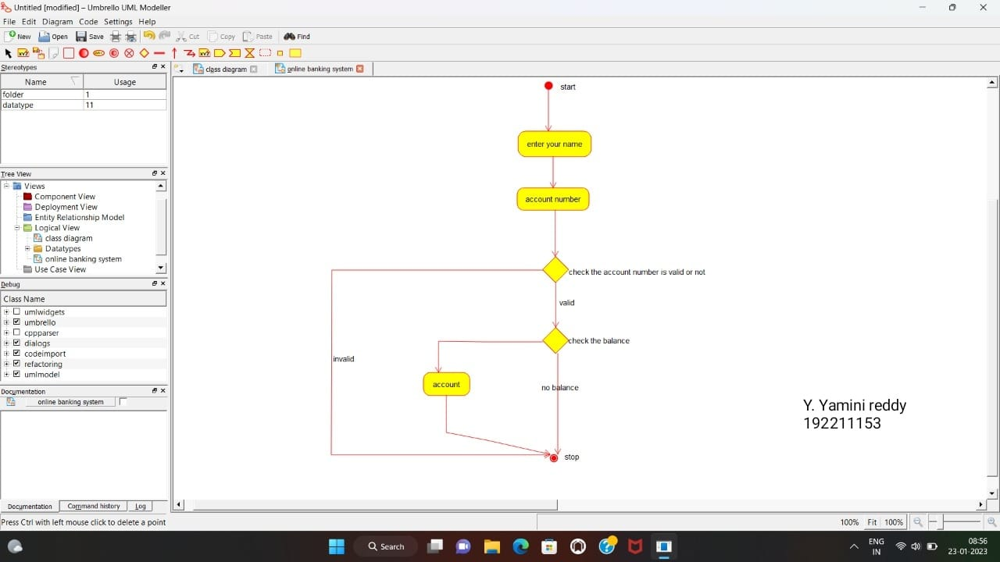 Untitled [modified] – Umbrello UML Modeller
File Edit Diagram Code Settings Help
New Open Save Cut Copy Paste Find
Stereotypes
Name Usage
folder 1
datatype 11
Tree View
Views
Component View
Deployment View
Entity Relationship Model
Logical View
class diagram
Datatypes
online banking system
Use Case View
Debug
Class Name
umlwidgets
umbrello
cppparser
dialogs
codeimport
refactoring
umlmodel
Documentation
online banking system
Documentation Command history Log
Press Ctrl with left mouse click to delete a point
class diagram online banking system
start
enter your name
account number
check the account number is valid or not
valid
check the balance
invalid
account
no balance
stop
Y. Yamini reddy
192211153
100% Fit 100%
Search
ENG
IN
08:56
23-01-2023